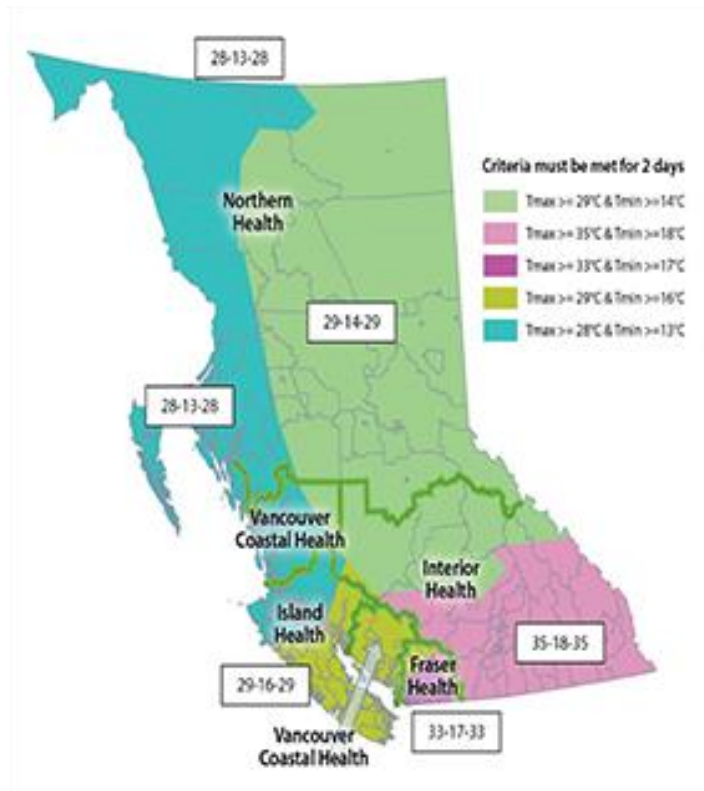 28-13-28
Criteria must be met for 2 days
Tmax >= 29°C & Tmin >=14°C
Tmax >= 35°C & Tmin >=18°C
Tmax >= 33°C & Tmin >=17°C
Tmax >= 29°C & Tmin >=16°C
Tmax >= 28°C & Tmin >=13°C
Northern
Health
29-14-29
28-13-28
Vancouver
Coastal Health
Interior
Health
Island
Health
35-18-35
Fraser
Health
29-16-29
33-17-33
Vancouver
Coastal Health